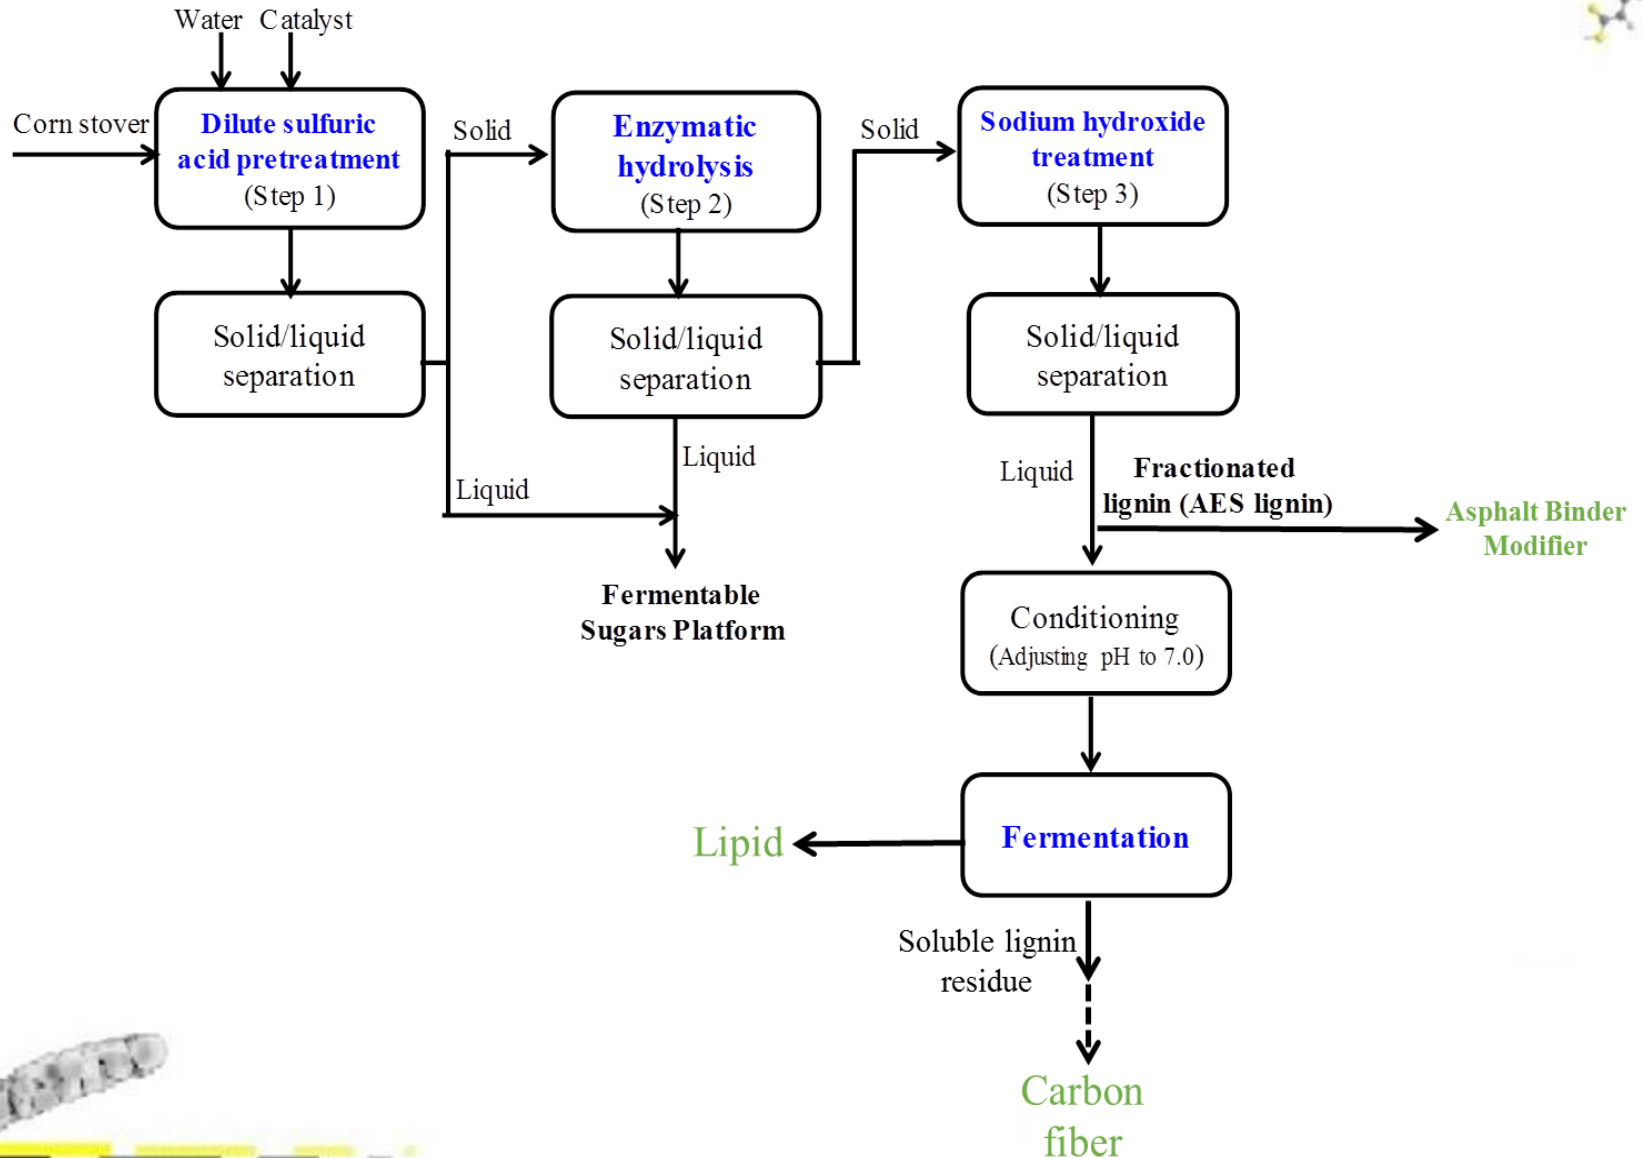 Water Catalyst
Corn stover
Dilute sulfuric
acid pretreatment
(Step 1)
Solid
Enzymatic
hydrolysis
(Step 2)
Solid
Sodium hydroxide
treatment
(Step 3)
Solid/liquid
separation
Solid/liquid
separation
Solid/liquid
separation
Liquid
Liquid
Fermentable
Sugars Platform
Liquid
Fractionated
lignin (AES lignin)
Asphalt Binder
Modifier
Conditioning
(Adjusting pH to 7.0)
Fermentation
Lipid
Soluble lignin
residue
Carbon
fiber